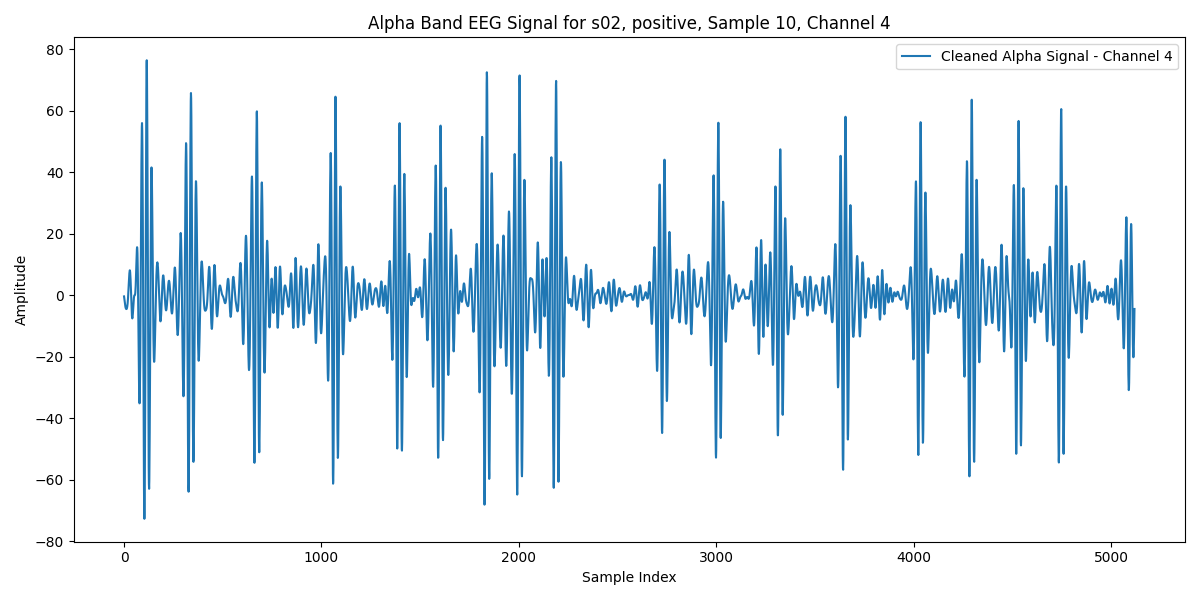 Alpha Band EEG Signal for s02, positive, Sample 10, Channel 4
Cleaned Alpha Signal - Channel 4
80
60
40
20
0
−20
−40
−60
−80
Amplitude
0 1000 2000 3000 4000 5000
Sample Index